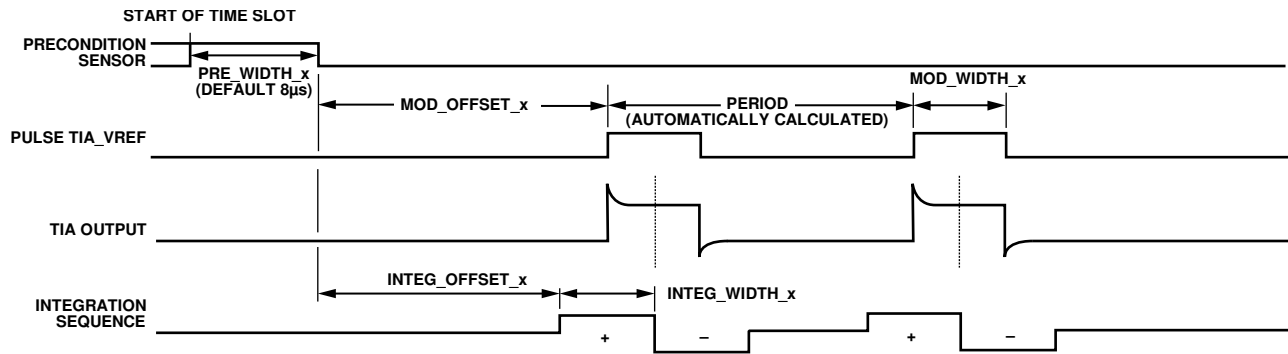 START OF TIME SLOT
PRECONDITION
SENSOR
PRE_WIDTH_x
(DEFAULT 8µs)
MOD_OFFSET_x
PERIOD
(AUTOMATICALLY CALCULATED)
MOD_WIDTH_x
PULSE TIA_VREF
TIA OUTPUT
INTEG_OFFSET_x
INTEG_WIDTH_x
INTEGRATION
SEQUENCE
+ – + –